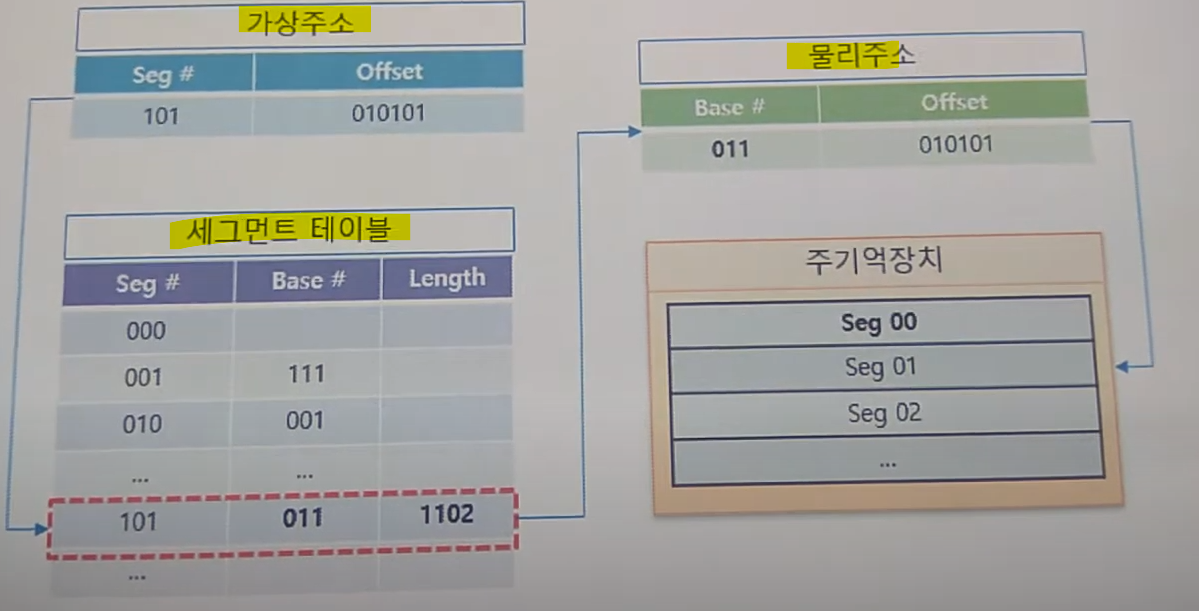 가상주소
Seg # Offset
101 010101
세그먼트 테이블
Seg # Base # Length
000
001 111
010 001
... ...
101 011 1102
...
물리주소
Base # Offset
011 010101
주기억장치
Seg 00
Seg 01
Seg 02
...